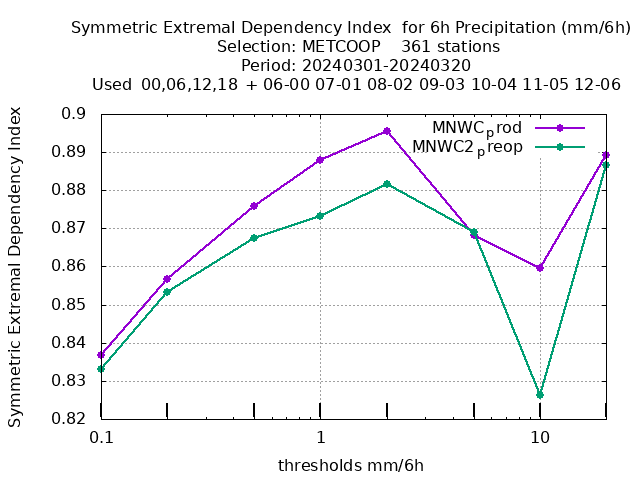 Symmetric Extremal Dependency Index  for 6h Precipitation (mm/6h)
Selection: METCOOP    361 stations
Period: 20240301-20240320
Used  00,06,12,18  + 06-00 07-01 08-02 09-03 10-04 11-05 12-06
Symmetric Extremal Dependency Index
0.9
0.89
0.88
0.87
0.86
0.85
0.84
0.83
0.82
MNWCprod
MNWC2preop
0.1 1 10
thresholds mm/6h